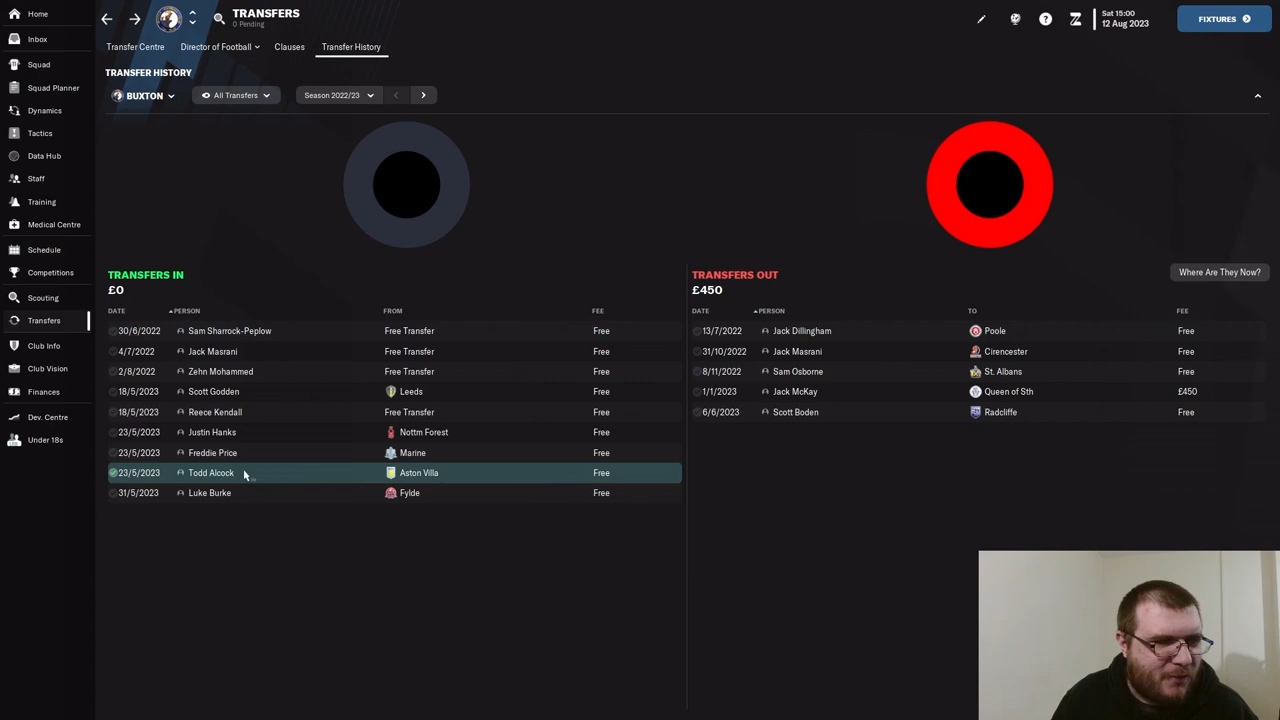 Home
TRANSFERS
0 Pending
Sat 15:00
12 Aug 2023
FIXTURES
Inbox
Squad
Squad Planner
Dynamics
Tactics
Data Hub
Staff
Training
Medical Centre
Schedule
Competitions
Scouting
Transfers
Club Info
Club Vision
Finances
Dev. Centre
Under 18s
Transfer Centre Director of Football Clauses Transfer History
TRANSFER HISTORY
BUXTON All Transfers Season 2022/23
TRANSFERS IN
£0
DATE PERSON FROM FEE
30/6/2022 Sam Sharrock-Peplow Free Transfer Free
4/7/2022 Jack Masrani Free Transfer Free
2/8/2022 Zehn Mohammed Free Transfer Free
18/5/2023 Scott Godden Leeds Free
18/5/2023 Reece Kendall Free Transfer Free
23/5/2023 Justin Hanks Nottm Forest Free
23/5/2023 Freddie Price Marine Free
23/5/2023 Todd Alcock Aston Villa Free
31/5/2023 Luke Burke Fylde Free
TRANSFERS OUT
£450
Where Are They Now?
DATE PERSON TO FEE
13/7/2022 Jack Dillingham Poole Free
31/10/2022 Jack Masrani Cirencester Free
8/11/2022 Sam Osborne St. Albans Free
1/1/2023 Jack McKay Queen of Sth £450
6/6/2023 Scott Boden Radcliffe Free